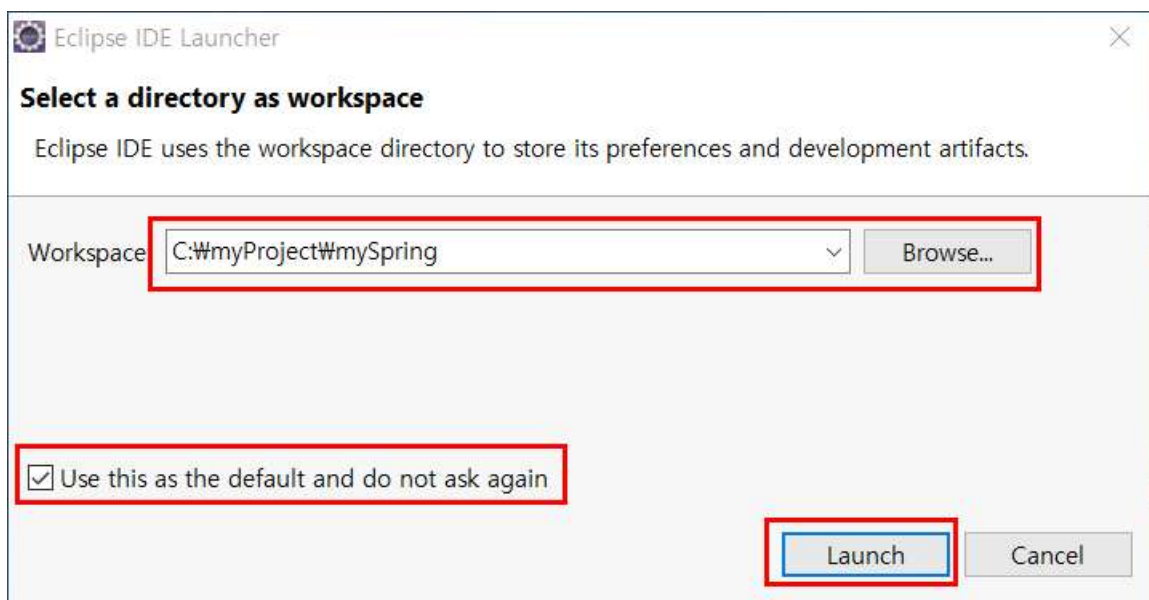 Eclipse IDE Launcher
Select a directory as workspace
Eclipse IDE uses the workspace directory to store its preferences and development artifacts.
Workspace C:₩myProject₩mySpring Browse...
Use this as the default and do not ask again
Launch Cancel